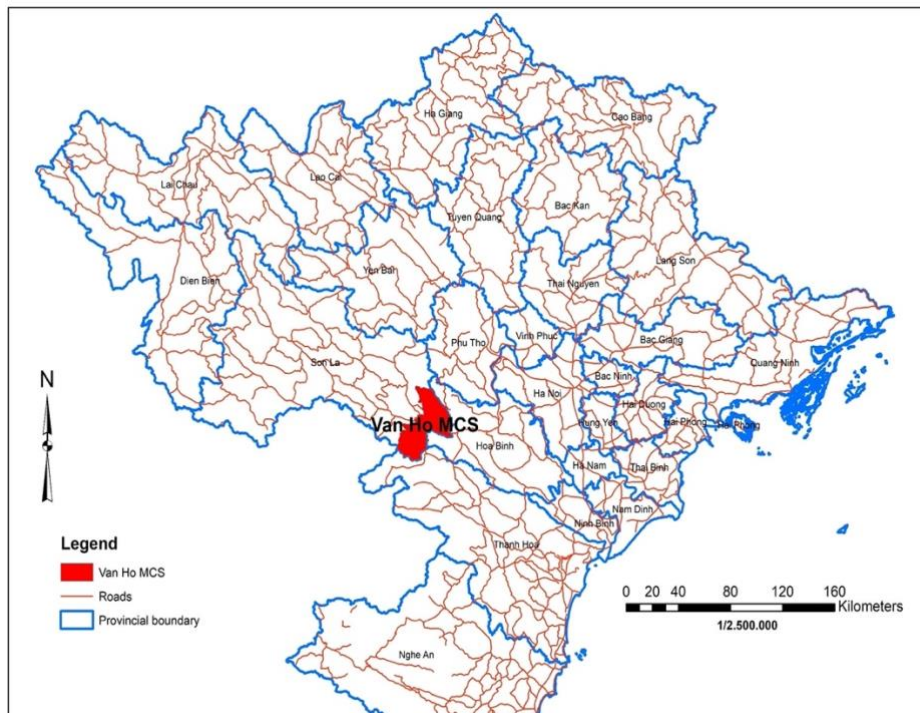 Ha Giang
Cao Bang
Lai Chau
Lao Cai
Tuyen Quang
Bac Kan
Lang Son
Dien Bien
Yen Bai
Thai Nguyen
Son La
Phu Tho
Vinh Phuc
Bac Giang
Quang Ninh
Ha Noi
Bac Ninh
Hai Duong
Van Ho MCS
Hung Yen
Hai Phong
Hai Phong
Hoa Binh
Ha Nam
Thai Binh
Nam Dinh
Ninh Binh
Thanh Hoa
Nghe An
N
Legend
Van Ho MCS
Roads
Provincial boundary
0 20 40 80 120 160
Kilometers
1/2.500.000